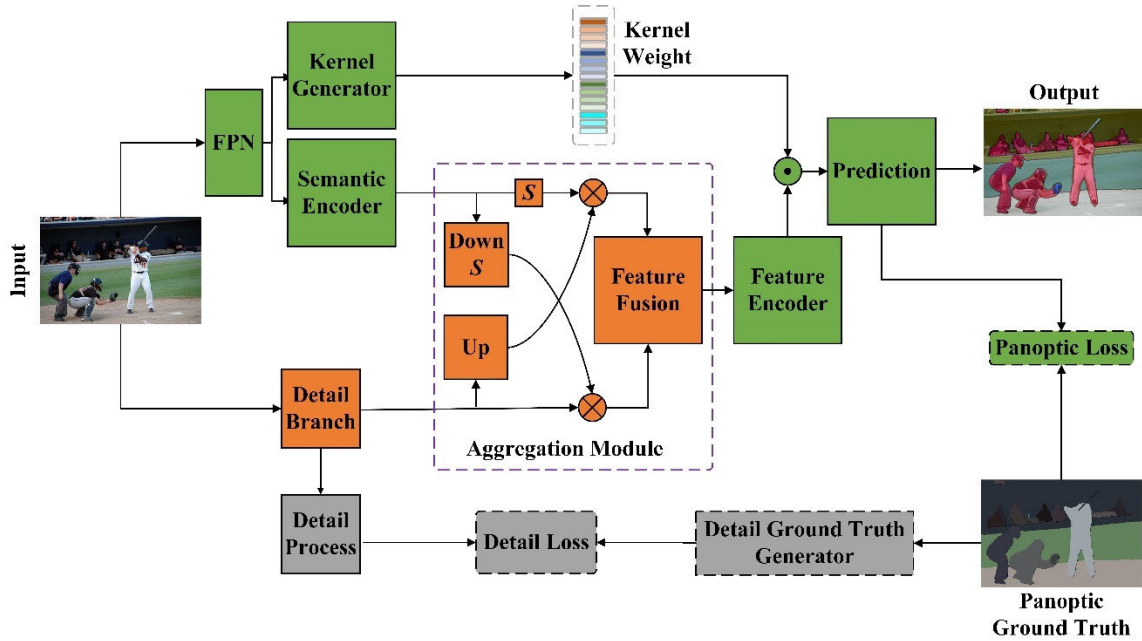 Kernel
Generator
Kernel
Weight
FPN
Output
Semantic
Encoder
Prediction
S
Down
S
Feature
Fusion
Feature
Encoder
Input
Up
Panoptic Loss
Detail
Branch
Aggregation Module
Detail
Process
Detail Loss
Detail Ground Truth
Generator
Panoptic
Ground Truth